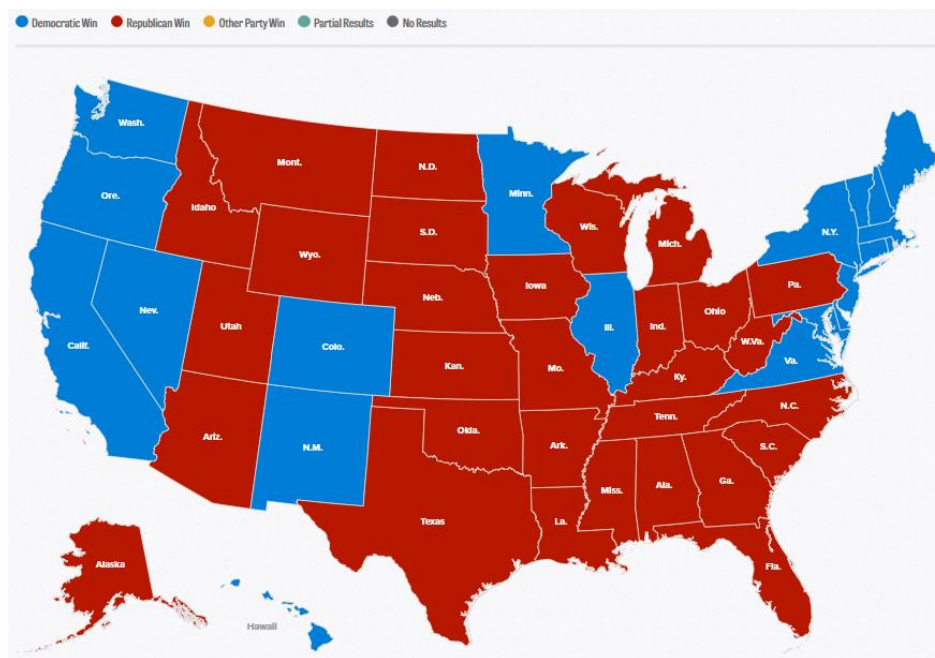 Democratic Win Republican Win Other Party Win Partial Results No Results
Wash.
Mont.
N.D.
Minn.
Ore.
Idaho
Wis.
N.Y.
S.D.
Mich.
Wyo.
Iowa
Pa.
Neb.
Nev.
Ohio
Utah
Ill.
Ind.
Calif.
Colo.
W.Va.
Va.
Kan.
Mo.
Ky.
N.C.
Tenn.
Ariz.
Okla.
N.M.
Ark.
S.C.
Miss.
Ala.
Ga.
Texas
La.
Alaska
Fla.
Hawaii